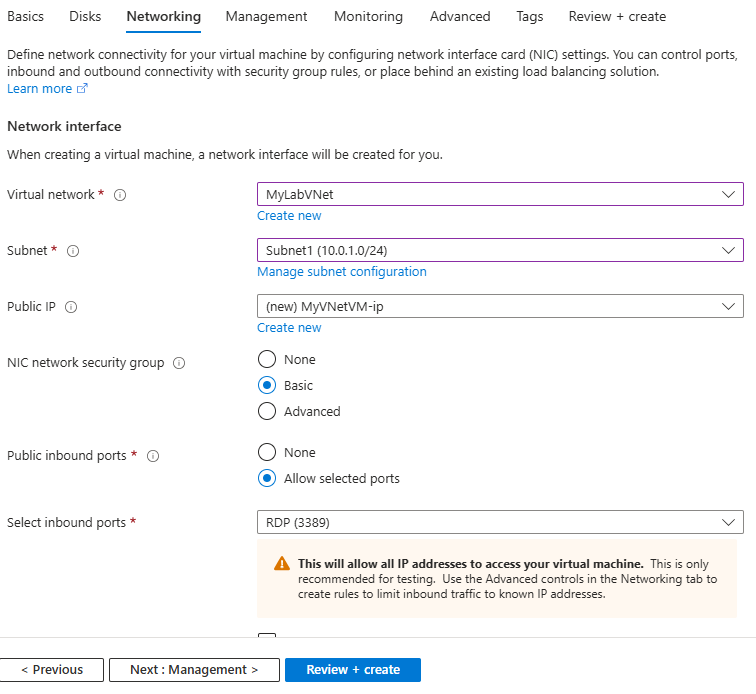 Basics Disks Networking Management Monitoring Advanced Tags Review + create
Define network connectivity for your virtual machine by configuring network interface card (NIC) settings. You can control ports,
inbound and outbound connectivity with security group rules, or place behind an existing load balancing solution.
Learn more
Network interface
When creating a virtual machine, a network interface will be created for you.
Virtual network * MyLabVNet
Create new
Subnet * Subnet1 (10.0.1.0/24)
Manage subnet configuration
Public IP (new) MyVNetVM-ip
Create new
NIC network security group None
Basic
Advanced
Public inbound ports * None
Allow selected ports
Select inbound ports * RDP (3389)
This will allow all IP addresses to access your virtual machine. This is only
recommended for testing. Use the Advanced controls in the Networking tab to
create rules to limit inbound traffic to known IP addresses.
< Previous Next : Management > Review + create